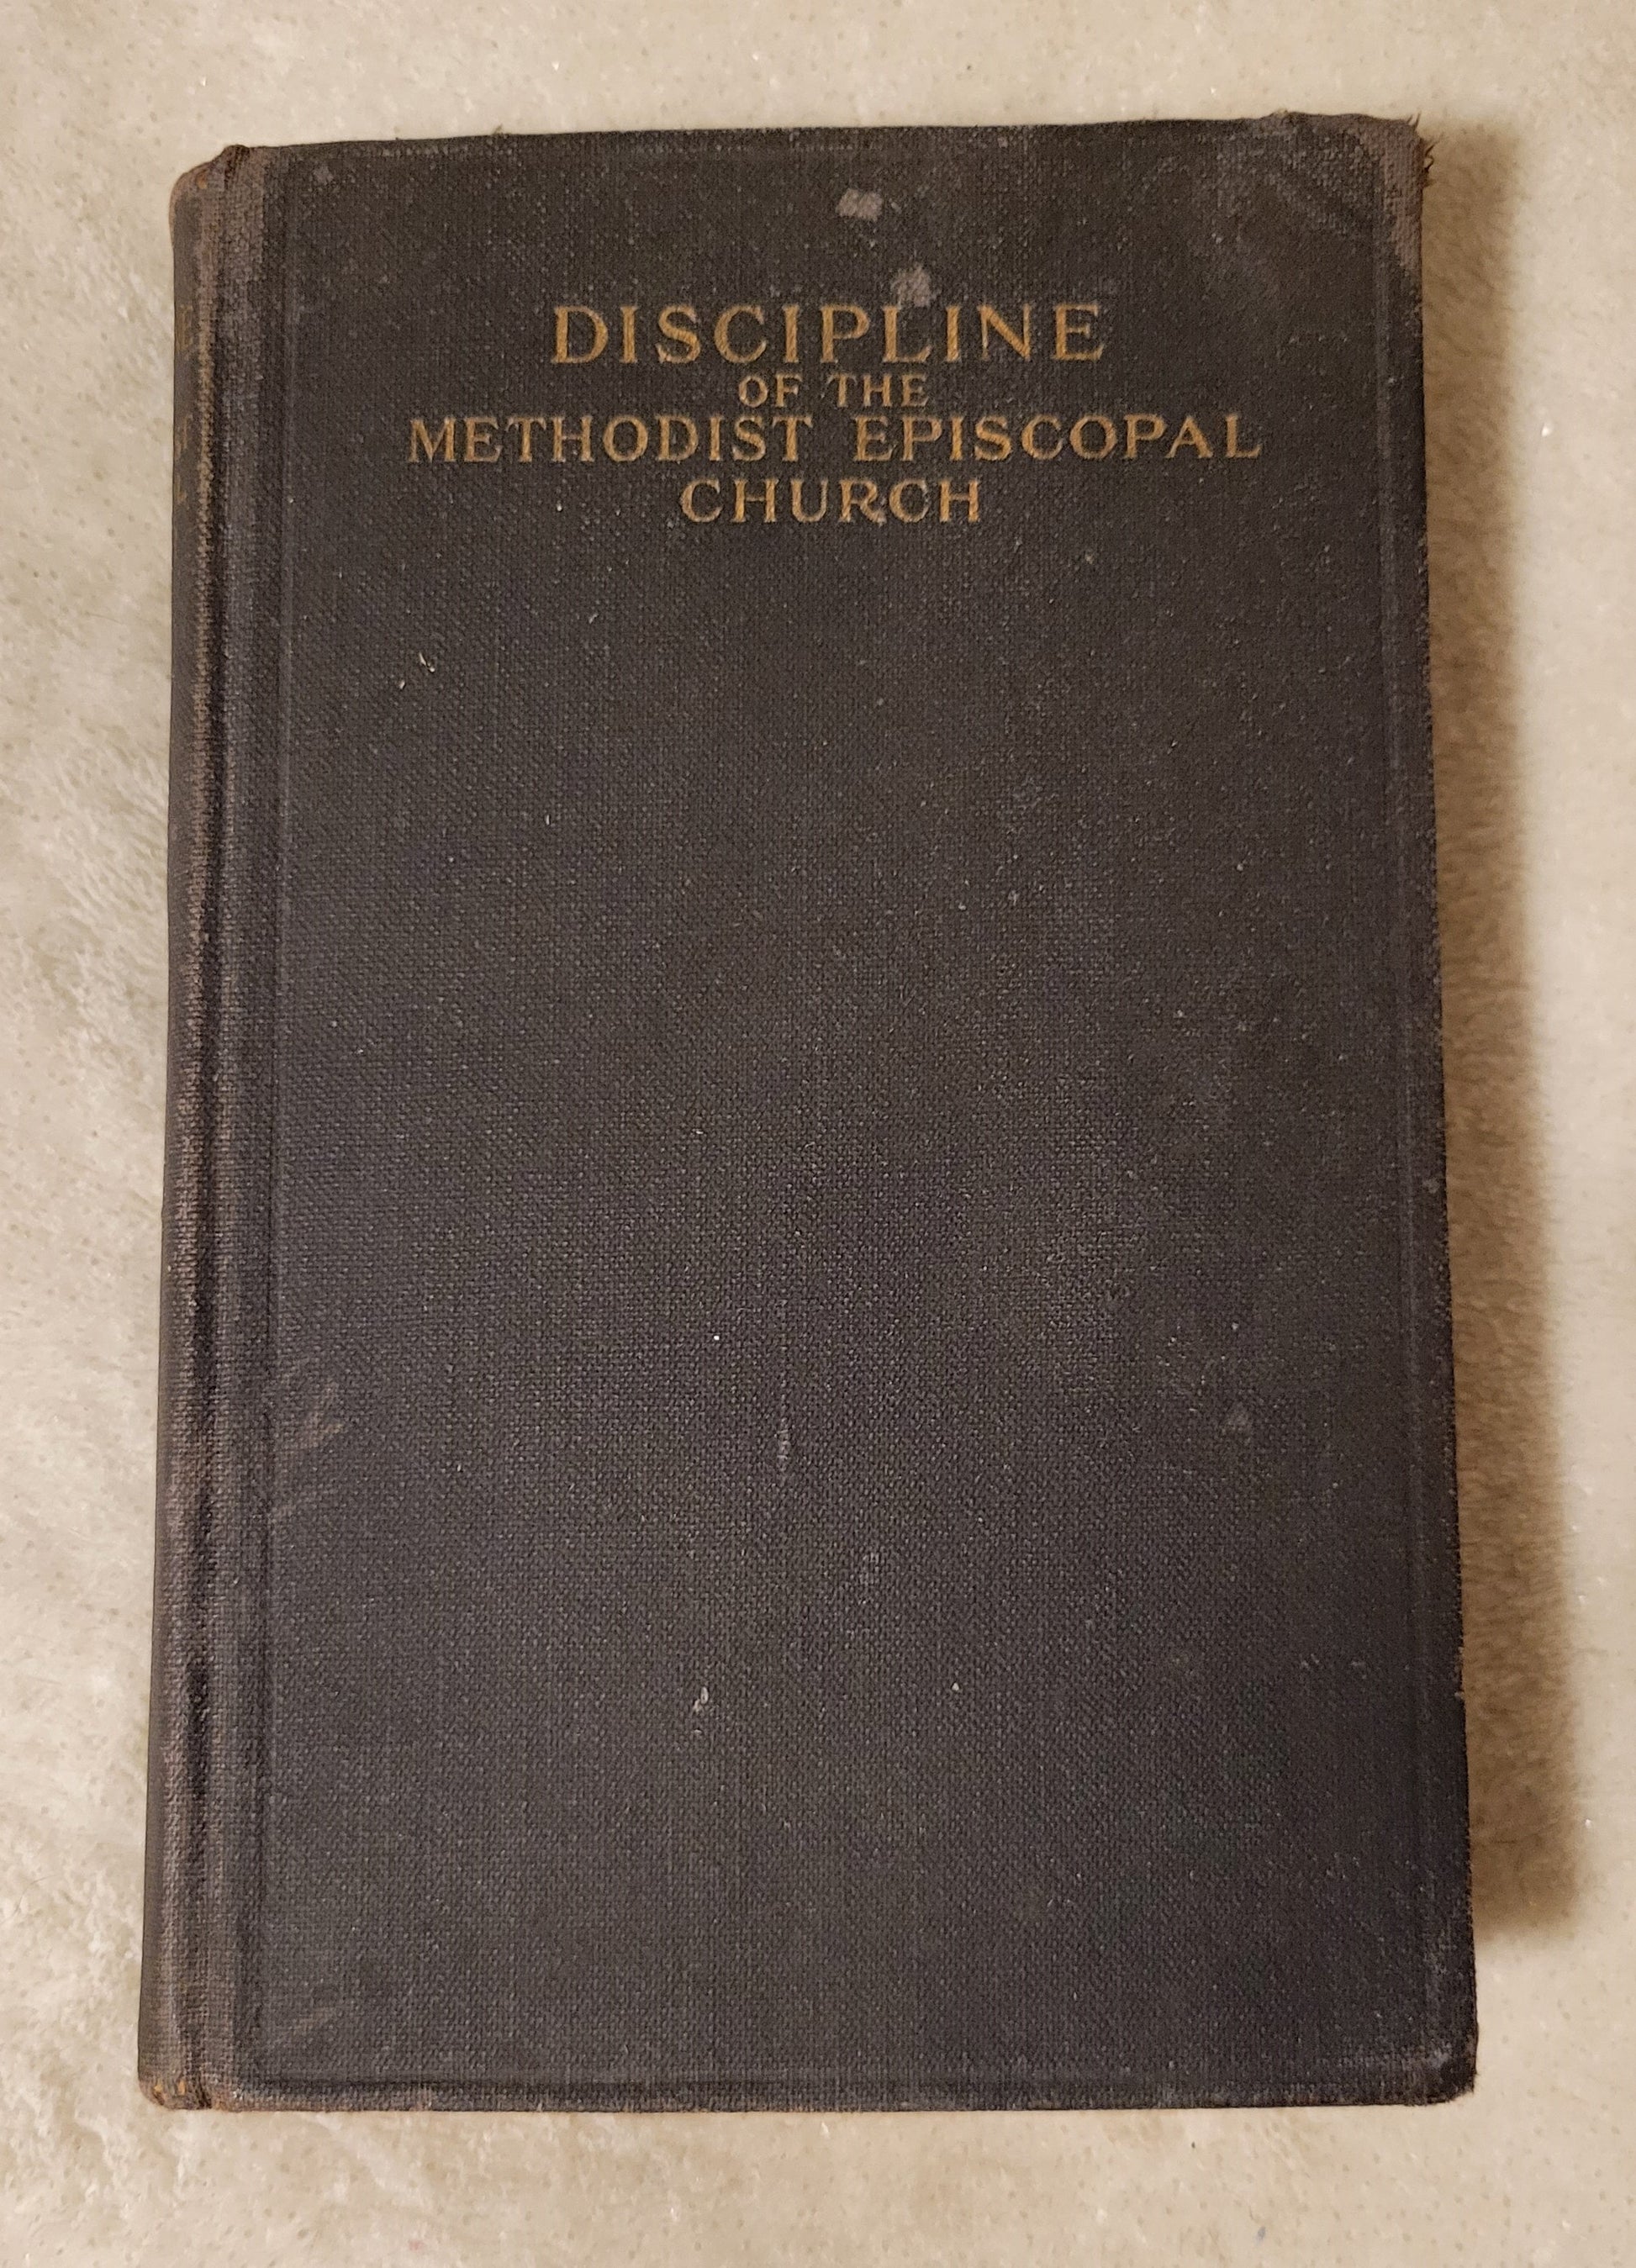 DISCIPLINE
OF THE
METHODIST EPISCOPAL
CHURCH